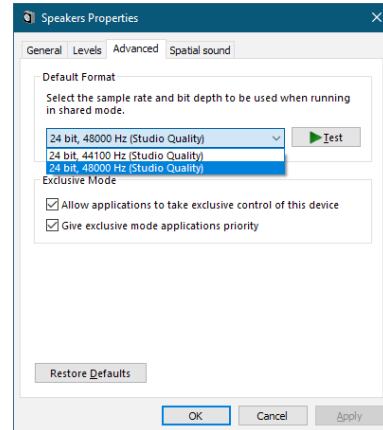 Speakers Properties
General Levels Advanced Spatial sound
Default Format
Select the sample rate and bit depth to be used when running
in shared mode.
24 bit, 48000 Hz (Studio Quality)
Test
24 bit, 44100 Hz (Studio Quality)
24 bit, 48000 Hz (Studio Quality)
Exclusive Mode
Allow applications to take exclusive control of this device
Give exclusive mode applications priority
Restore Defaults
OK Cancel Apply